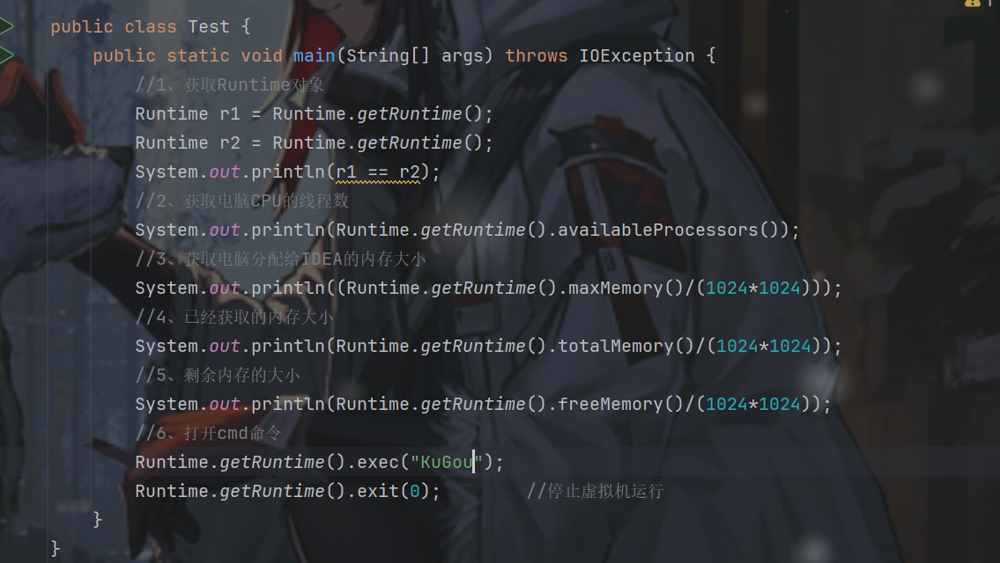 public class Test {
public static void main(String[] args) throws IOException {
//1、获取Runtime对象
Runtime r1 = Runtime.getRuntime();
Runtime r2 = Runtime.getRuntime();
System.out.println(r1 == r2);
//2、获取电脑CPU的线程数
System.out.println(Runtime.getRuntime().availableProcessors());
//3、获取电脑分配给IDEA的内存大小
System.out.println((Runtime.getRuntime().maxMemory()/(1024*1024)));
//4、已经获取的内存大小
System.out.println(Runtime.getRuntime().totalMemory()/(1024*1024));
//5、剩余内存的大小
System.out.println(Runtime.getRuntime().freeMemory()/(1024*1024));
//6、打开cmd命令
Runtime.getRuntime().exec("KuGou");
Runtime.getRuntime().exit(0); //停止虚拟机运行
}
}